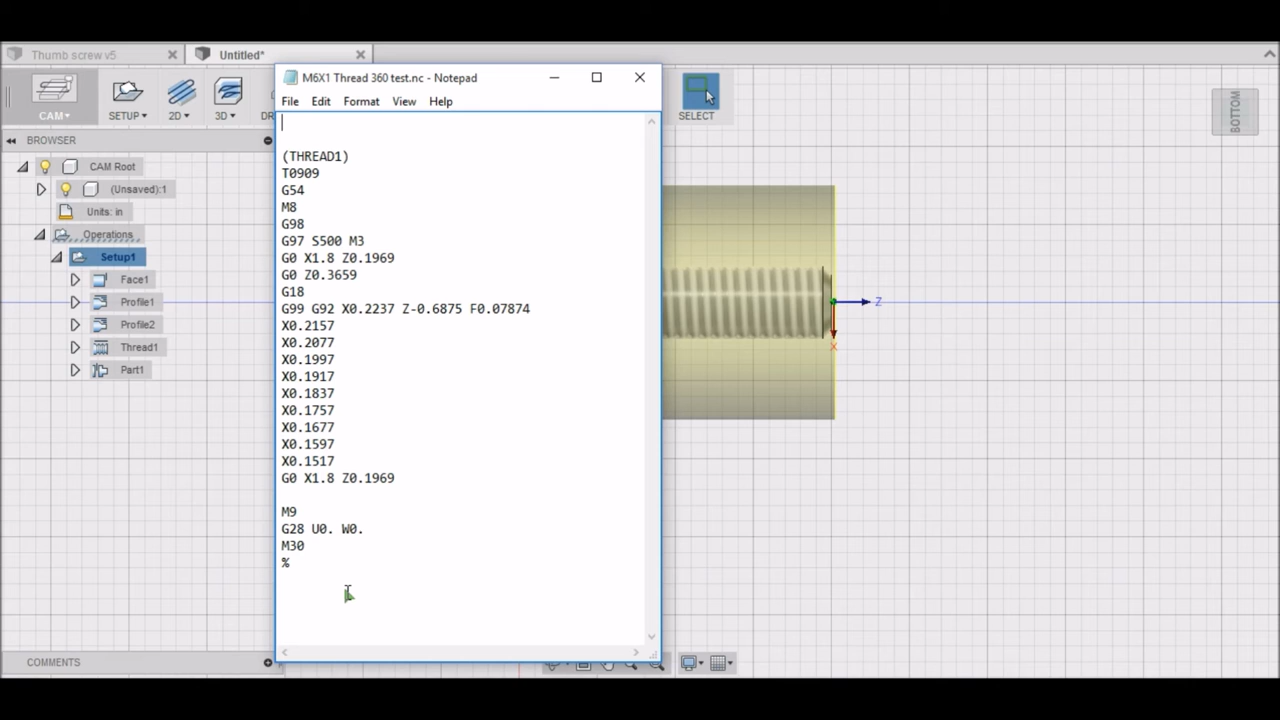 Thumb screw v5
Untitled*
M6X1 Thread 360 test.nc - Notepad
File Edit Format View Help
CAM▾
SETUP▾
2D▾
3D▾
SELECT
BROWSER
CAM Root
(Unsaved):1
Units: in
Operations
Setup1
Face1
Profile1
Profile2
Thread1
Part1
(THREAD1)
T0909
G54
M8
G98
G97 S500 M3
G0 X1.8 Z0.1969
G0 Z0.3659
G18
G99 G92 X0.2237 Z-0.6875 F0.07874
X0.2157
X0.2077
X0.1997
X0.1917
X0.1837
X0.1757
X0.1677
X0.1597
X0.1517
G0 X1.8 Z0.1969
M9
G28 U0. W0.
M30
%
BOTTOM
Z
X
COMMENTS